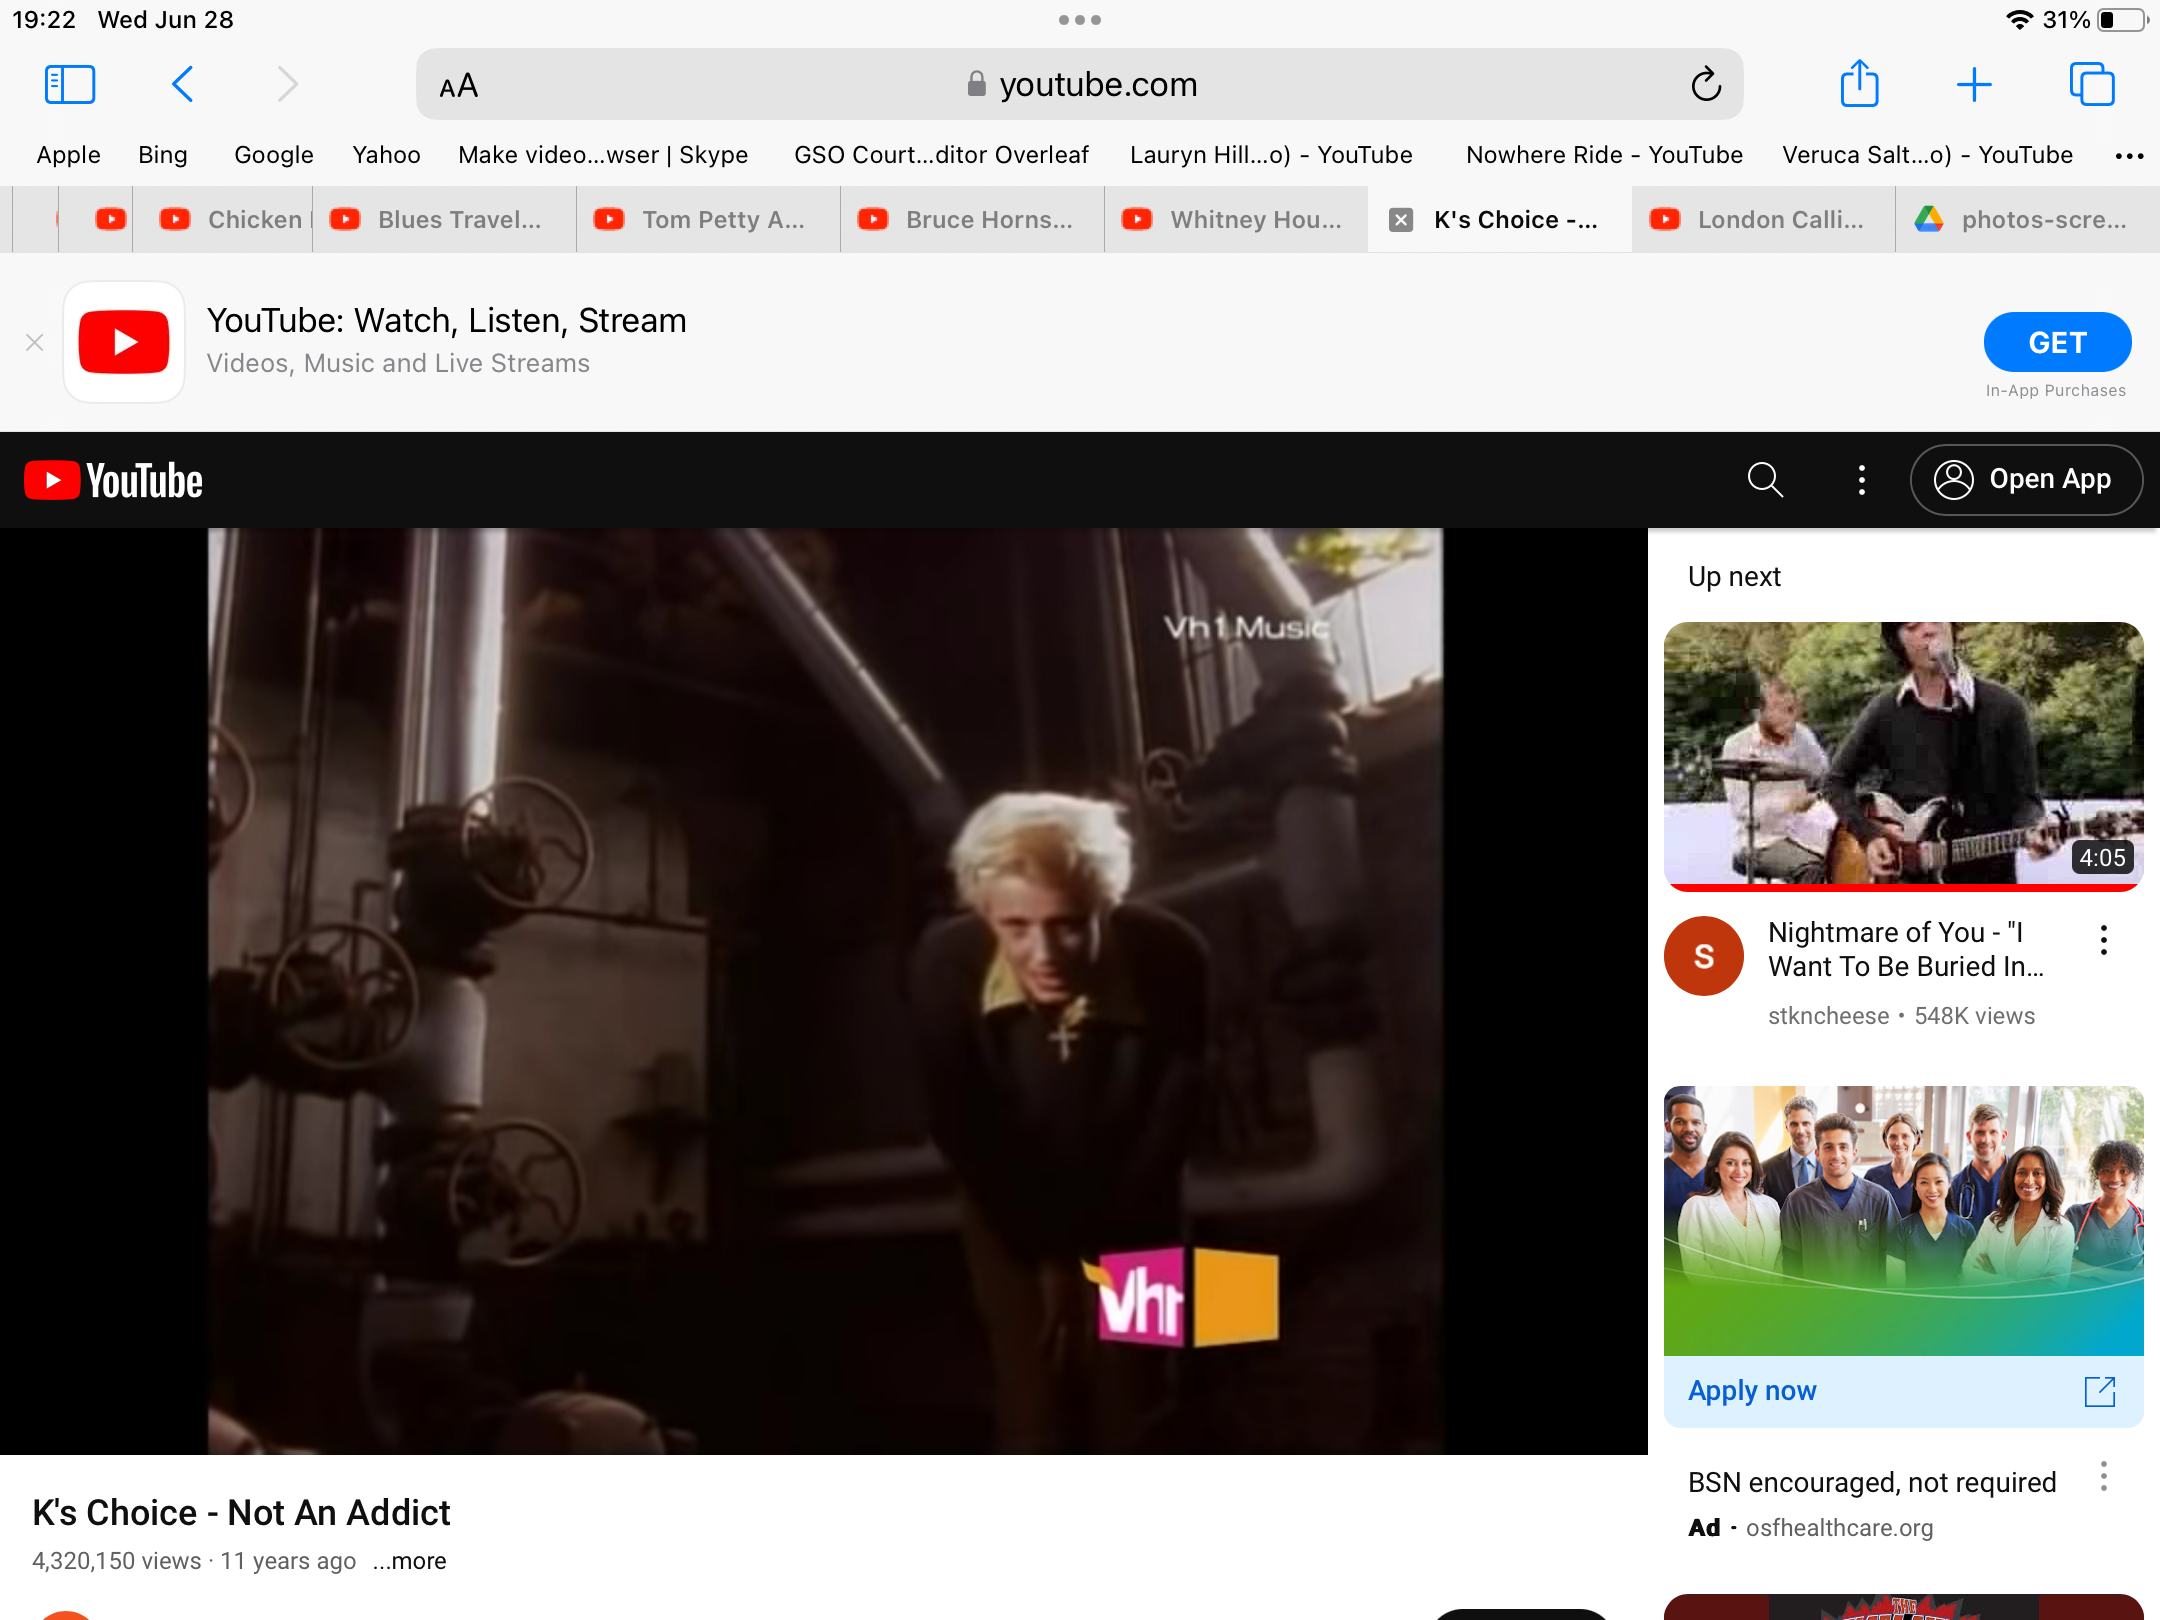 19:22 Wed Jun 28
31%
AA
youtube.com
Apple Bing Google Yahoo Make video...wser | Skype GSO Court...ditor Overleaf Lauryn Hill...o) - YouTube Nowhere Ride - YouTube Veruca Salt...o) - YouTube
Chicken Blues Travel... Tom Petty A... Bruce Horns... Whitney Hou... K's Choice -... London Calli... photos-scre...
YouTube: Watch, Listen, Stream
Videos, Music and Live Streams
GET
In-App Purchases
YouTube
Open App
Vh1 Music
Vh1
K's Choice - Not An Addict
4,320,150 views · 11 years ago ...more
Up next
4:05
S
Nightmare of You - "I
Want To Be Buried In...
stkncheese • 548K views
Apply now
BSN encouraged, not required
Ad · osfhealthcare.org
THE